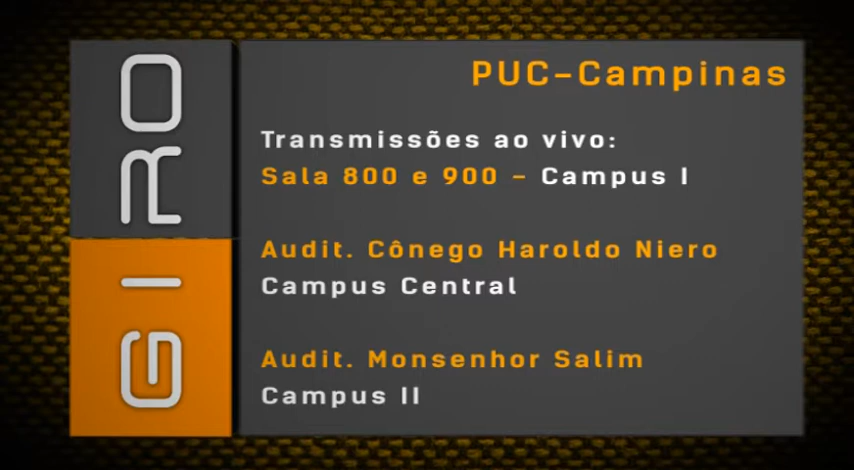 GIRO
PUC-Campinas
Transmissões ao vivo:
Sala 800 e 900 - Campus I
Audit. Cônego Haroldo Niero
Campus Central
Audit. Monsenhor Salim
Campus II